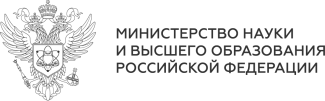 МИНИСТЕРСТВО НАУКИ
И ВЫСШЕГО ОБРАЗОВАНИЯ
РОССИЙСКОЙ ФЕДЕРАЦИИ